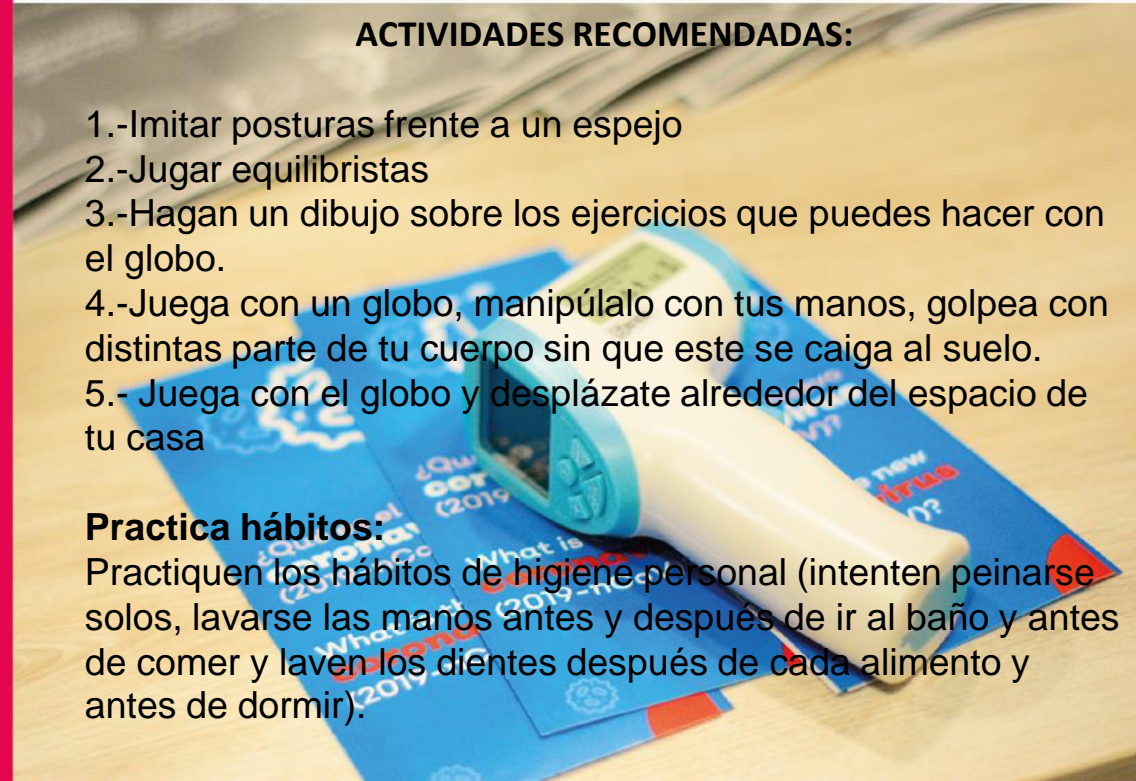 ACTIVIDADES RECOMENDADAS:
1.-Imitar posturas frente a un espejo
2.-Jugar equilibristas
3.-Hagan un dibujo sobre los ejercicios que puedes hacer con
el globo.
4.-Juega con un globo, manipúlalo con tus manos, golpea con
distintas parte de tu cuerpo sin que este se caiga al suelo.
5.- Juega con el globo y desplázate alrededor del espacio de
tu casa
Practica hábitos:
Practiquen los hábitos de higiene personal (intenten peinarse
solos, lavarse las manos antes y después de ir al baño y antes
de comer y laven los dientes después de cada alimento y
antes de dormir).
What is